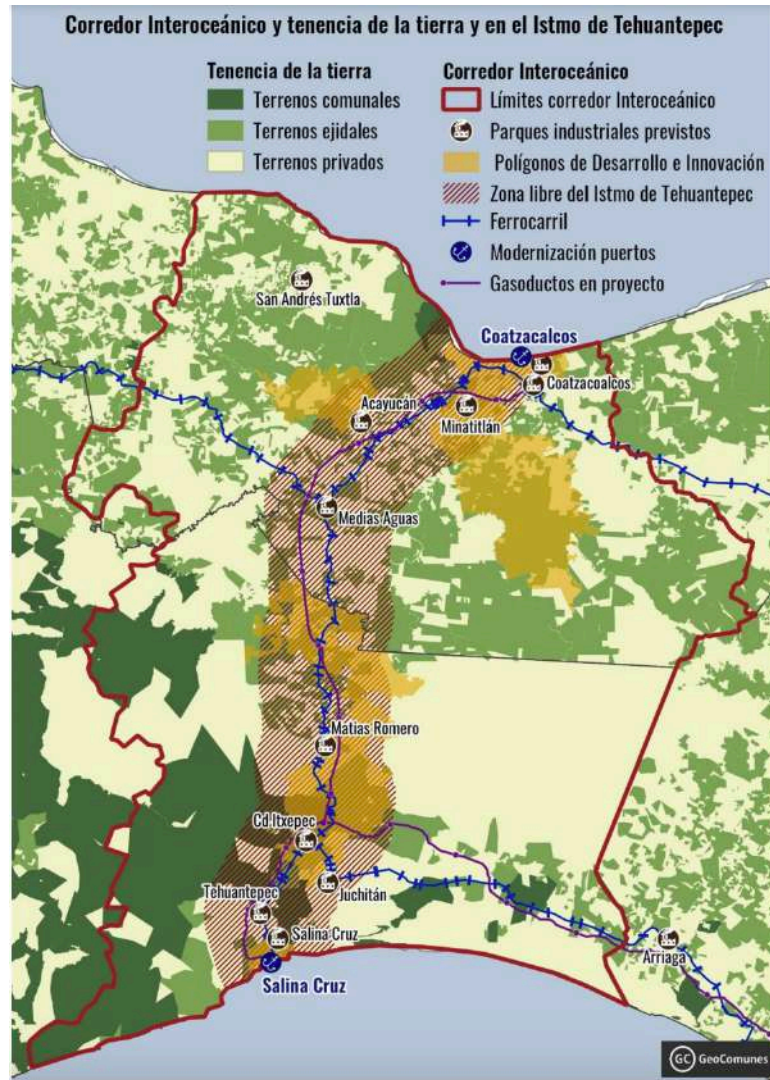 Corredor Interoceánico y tenencia de la tierra y en el Istmo de Tehuantepec
Tenencia de la tierra
Terrenos comunales
Terrenos ejidales
Terrenos privados
Corredor Interoceánico
Límites corredor Interoceánico
Parques industriales previstos
Polígonos de Desarrollo e Innovación
Zona libre del Istmo de Tehuantepec
Ferrocarril
Modernización puertos
Gasoductos en proyecto
San Andrés Tuxtla
Coatzacalcos
Coatzacoalcos
Acayucán
Minatitlán
Medias Aguas
Matias Romero
Cd.Itxepec
Juchitán
Tehuantepec
Salina Cruz
Salina Cruz
Arriaga
GC GeoComunes